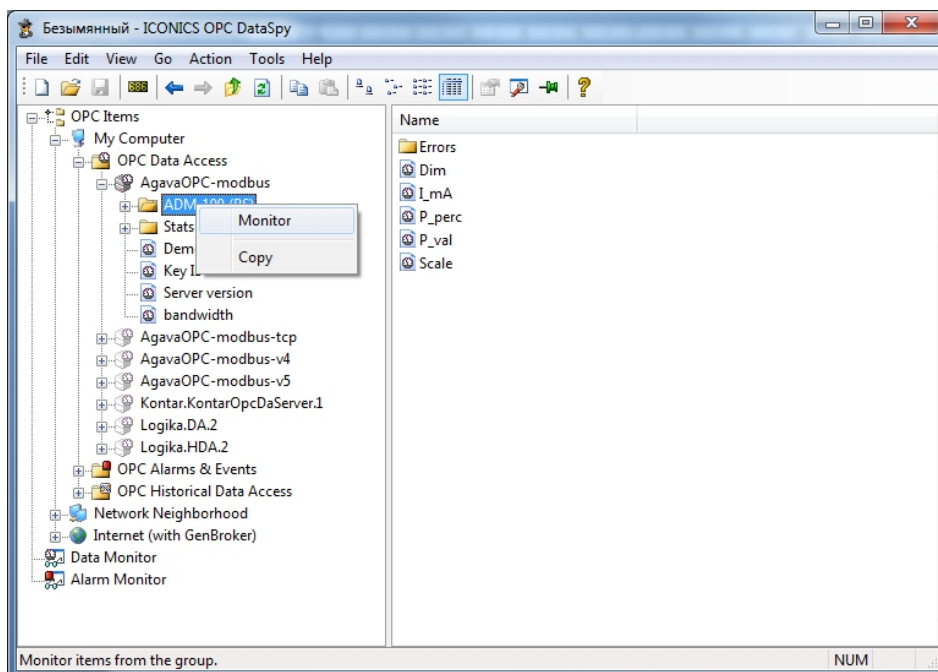 Безымянный - ICONICS OPC DataSpy
File Edit View Go Action Tools Help
OPC Items
My Computer
OPC Data Access
AgavaOPC-modbus
ADM-100 (RS)
Monitor
Copy
Stats
Server version
bandwidth
AgavaOPC-modbus-tcp
AgavaOPC-modbus-v4
AgavaOPC-modbus-v5
Kontar.KontarOpcDaServer.1
Logika.DA.2
Logika.HDA.2
OPC Alarms & Events
OPC Historical Data Access
Network Neighborhood
Internet (with GenBroker)
Data Monitor
Alarm Monitor
Name
Errors
Dim
I_mA
P_perc
P_val
Scale
Monitor items from the group.
NUM